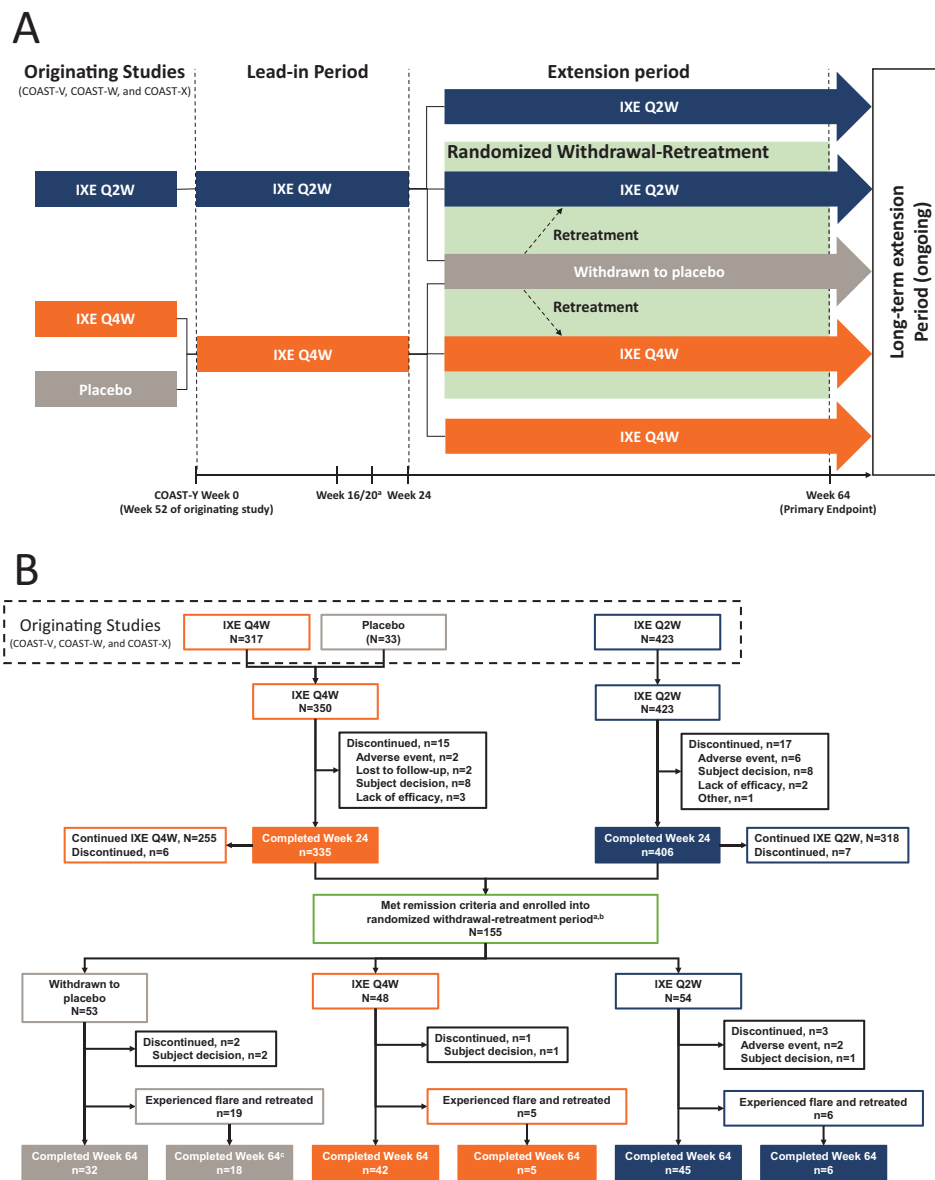 A
Originating Studies
(COAST-V, COAST-W, and COAST-X)
Lead-in Period
Extension period
IXE Q2W
Randomized Withdrawal-Retreatment
IXE Q2W
IXE Q2W
IXE Q2W
Retreatment
Withdrawn to placebo
Retreatment
IXE Q4W
IXE Q4W
IXE Q4W
Placebo
IXE Q4W
Long-term extension
Period (ongoing)
COAST-Y Week 0
(Week 52 of originating study)
Week 16/20ᵃ
Week 24
Week 64
(Primary Endpoint)
B
Originating Studies
(COAST-V, COAST-W, and COAST-X)
IXE Q4W
N=317
Placebo
(N=33)
IXE Q2W
N=423
IXE Q4W
N=350
IXE Q2W
N=423
Discontinued, n=15
Adverse event, n=2
Lost to follow-up, n=2
Subject decision, n=8
Lack of efficacy, n=3
Discontinued, n=17
Adverse event, n=6
Subject decision, n=8
Lack of efficacy, n=2
Other, n=1
Continued IXE Q4W, N=255
Discontinued, n=6
Completed Week 24
n=335
Completed Week 24
n=406
Continued IXE Q2W, N=318
Discontinued, n=7
Met remission criteria and enrolled into
randomized withdrawal-retreatment periodᵃ,ᵇ
N=155
Withdrawn to
placebo
N=53
IXE Q4W
N=48
IXE Q2W
N=54
Discontinued, n=2
Subject decision, n=2
Discontinued, n=1
Subject decision, n=1
Discontinued, n=3
Adverse event, n=2
Subject decision, n=1
Experienced flare and retreated
n=19
Experienced flare and retreated
n=5
Experienced flare and retreated
n=6
Completed Week 64
n=32
Completed Week 64ᶜ
n=18
Completed Week 64
n=42
Completed Week 64
n=5
Completed Week 64
n=45
Completed Week 64
n=6